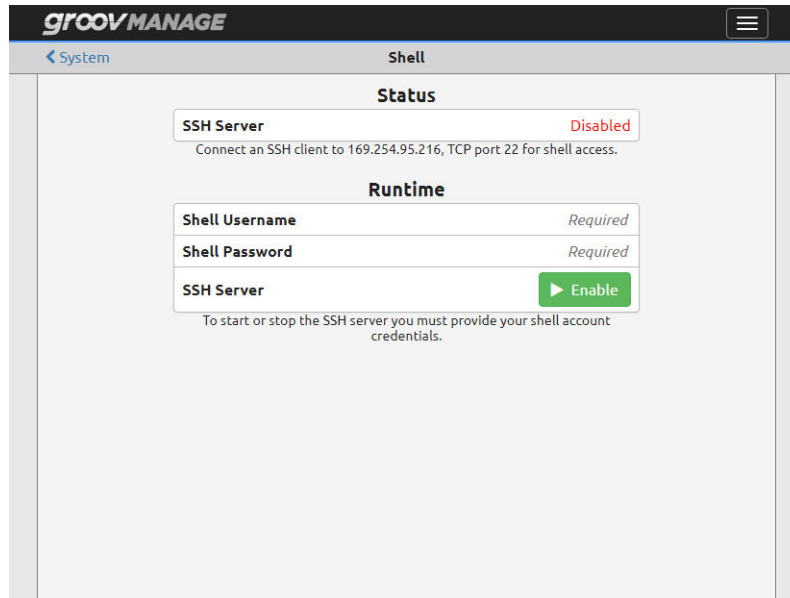 groov MANAGE
System
Shell
Status
SSH Server Disabled
Connect an SSH client to 169.254.95.216, TCP port 22 for shell access.
Runtime
Shell Username Required
Shell Password Required
SSH Server Enable
To start or stop the SSH server you must provide your shell account
credentials.